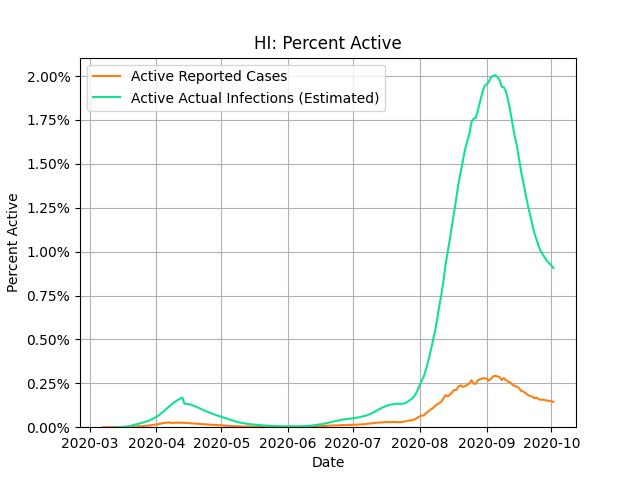 HI: Percent Active
Active Reported Cases
Active Actual Infections (Estimated)
Percent Active
2.00%
1.75%
1.50%
1.25%
1.00%
0.75%
0.50%
0.25%
0.00%
2020-03 2020-04 2020-05 2020-06 2020-07 2020-08 2020-09 2020-10
Date